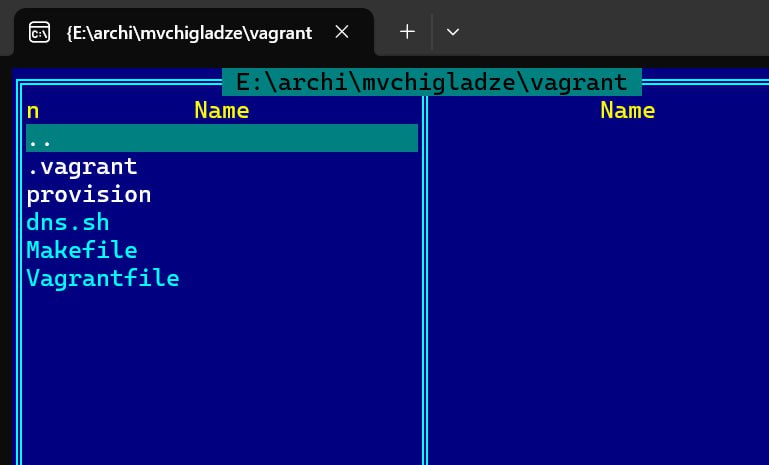 {E:\archi\mvchigladze\vagrant
E:\archi\mvchigladze\vagrant
n Name Name
..
.vagrant
provision
dns.sh
Makefile
Vagrantfile